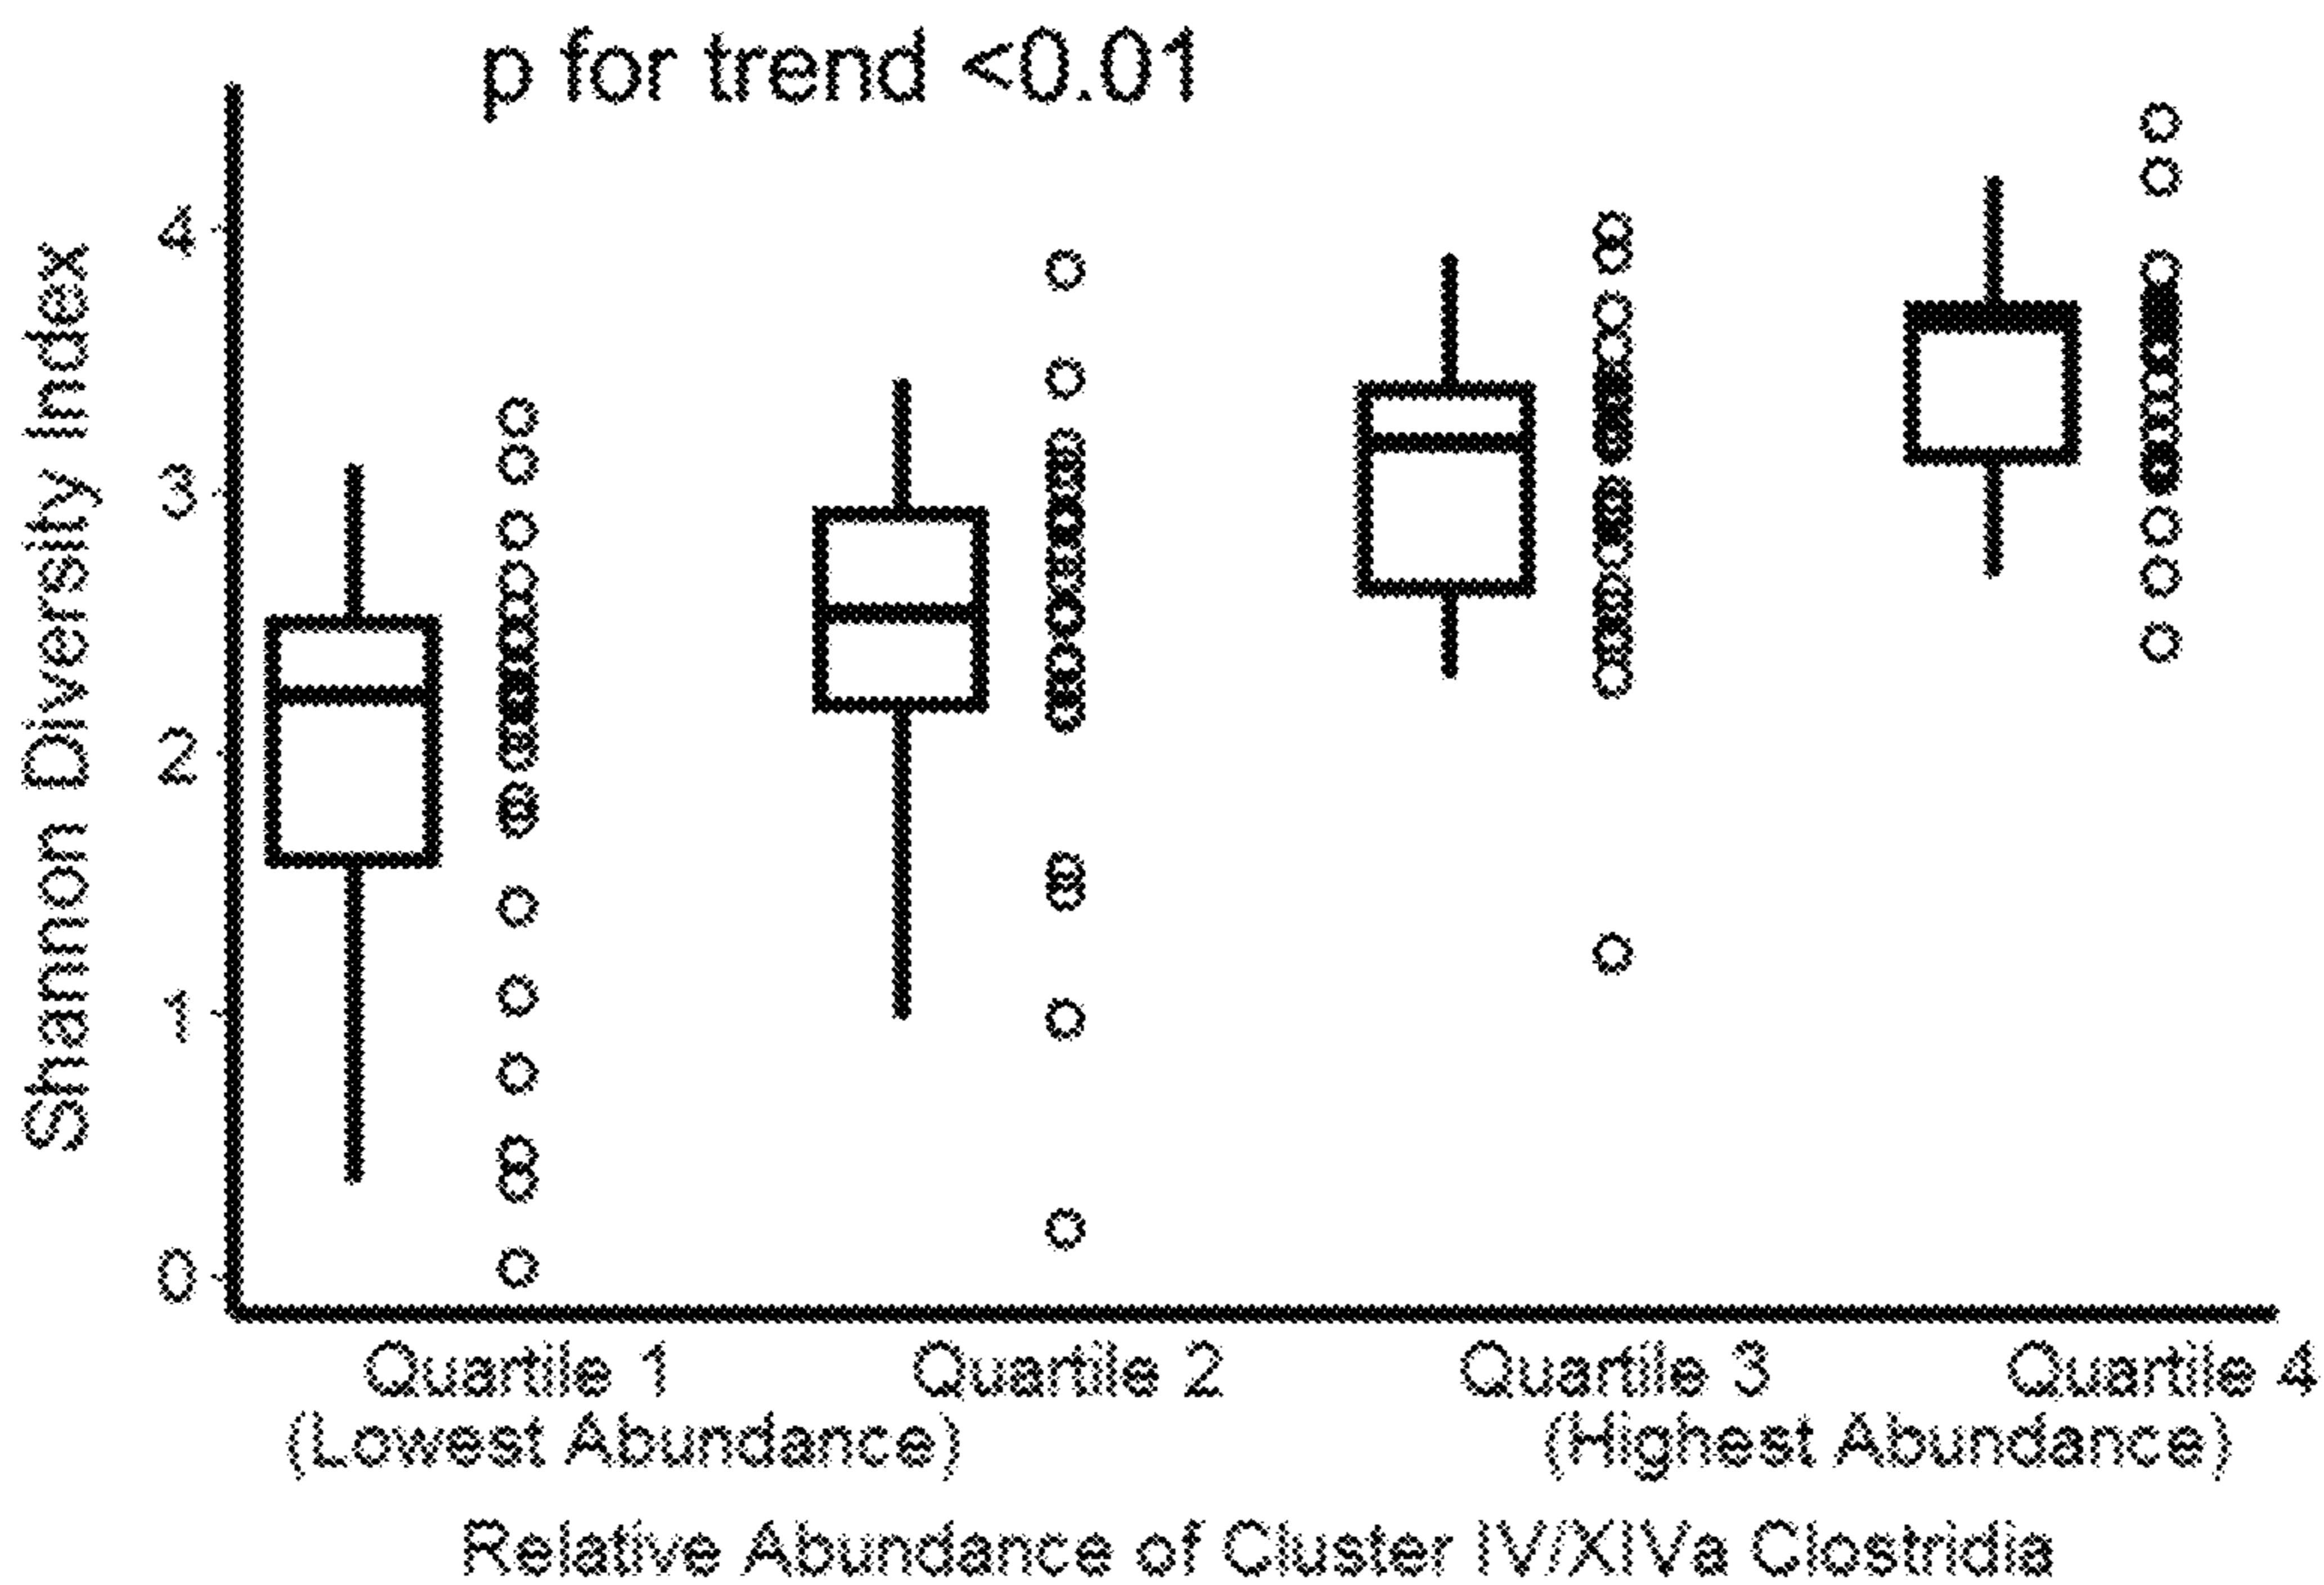 p for trend <0.01
Shannon Diversity Index
4
3
2
1
0
Quartile 1
(Lowest Abundance)
Quartile 2
Quartile 3
Quartile 4
(Highest Abundance)
Relative Abundance of Cluster IV/XIVa Clostridia